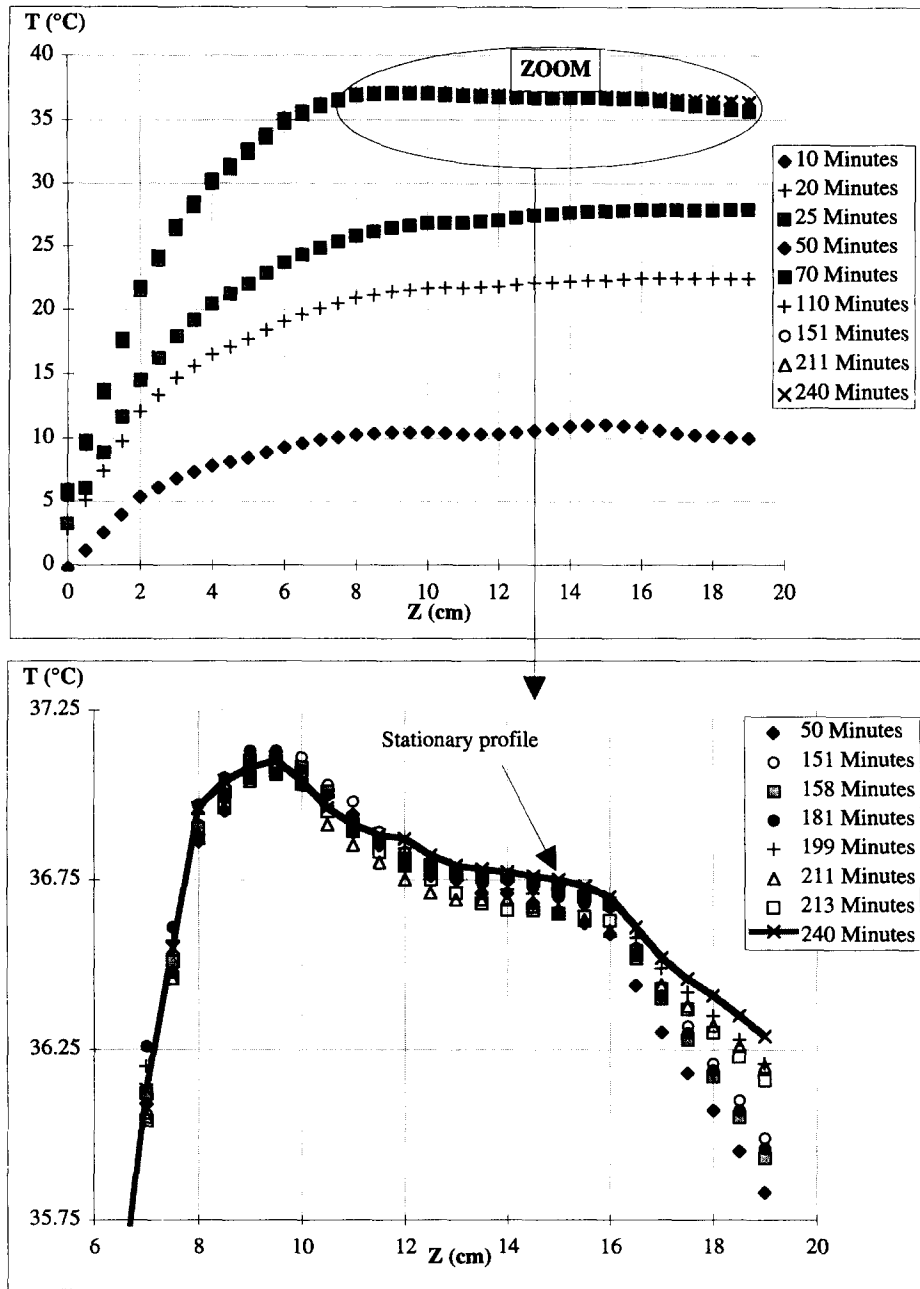 T (°C)
40
35
30
25
20
15
10
5
0
0 2 4 6 8 10 12 14 16 18 20
Z (cm)
ZOOM
10 Minutes
20 Minutes
25 Minutes
50 Minutes
70 Minutes
110 Minutes
151 Minutes
211 Minutes
240 Minutes
T (°C)
37.25
36.75
36.25
35.75
6 8 10 12 14 16 18 20
Z (cm)
Stationary profile
50 Minutes
151 Minutes
158 Minutes
181 Minutes
199 Minutes
211 Minutes
213 Minutes
240 Minutes